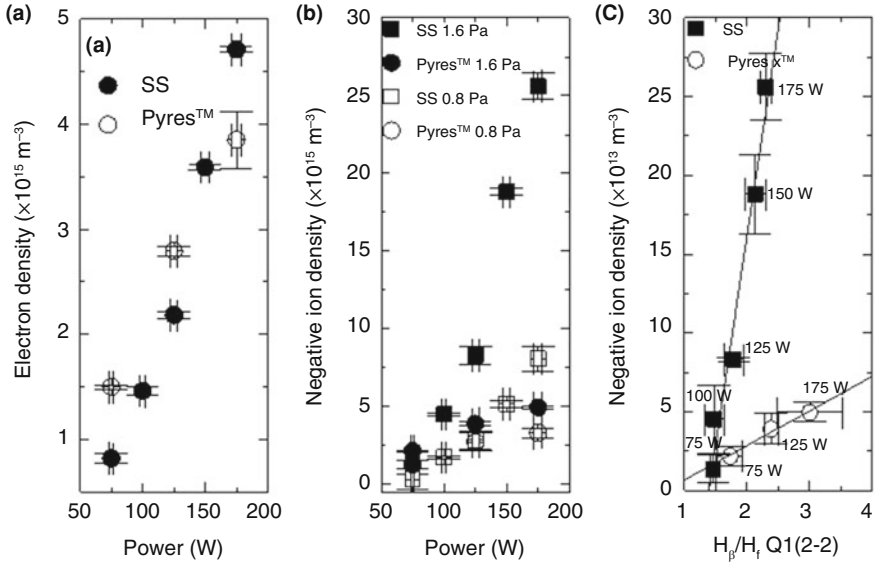 (a)
(a)
SS
Pyres™
Electron density (×10¹⁵ m⁻³)
5
4
3
2
1
50
100
150
200
Power (W)
(b)
SS 1.6 Pa
Pyres™ 1.6 Pa
SS 0.8 Pa
Pyres™ 0.8 Pa
Negative ion density (×10¹⁵ m⁻³)
30
25
20
15
10
5
0
50
100
150
200
Power (W)
(C)
SS
Pyres x™
175 W
150 W
125 W
100 W
75 W
175 W
125 W
75 W
Negative ion density (×10¹³ m⁻³)
30
25
20
15
10
5
0
1
2
3
4
H_β/H_f Q1(2-2)